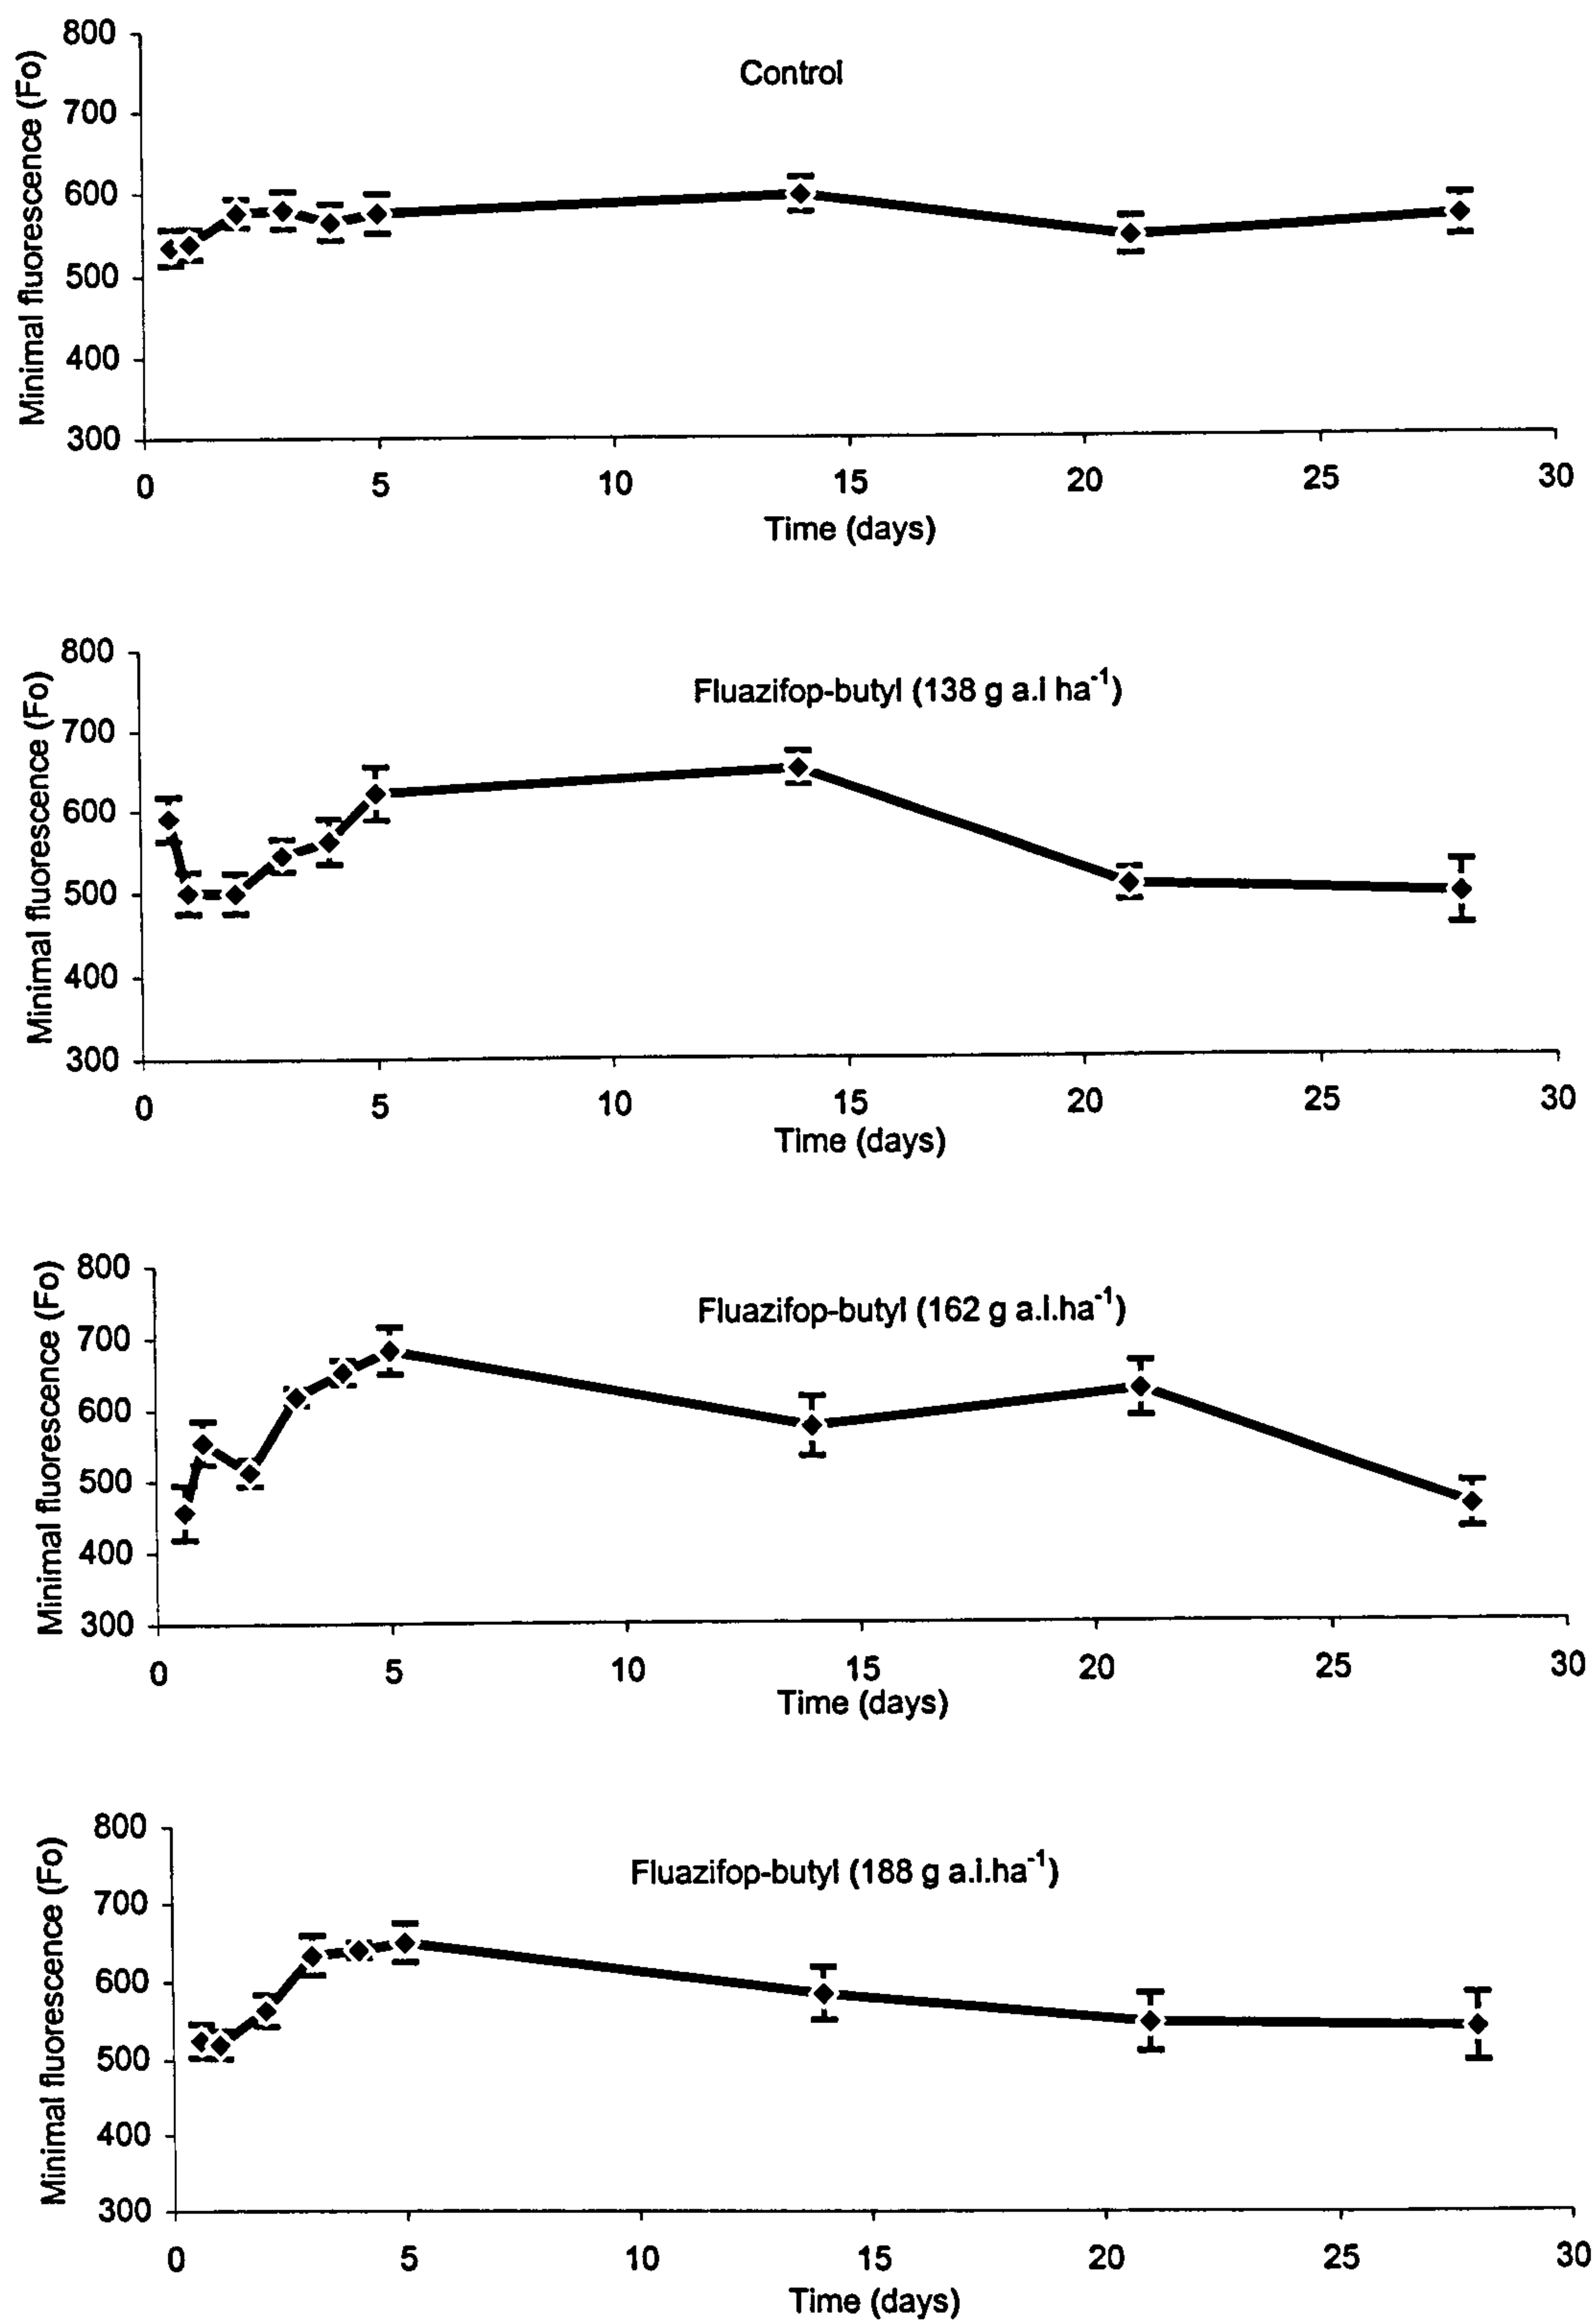 Control
Minimal fluorescence (Fo)
800
700
600
500
400
300
0 5 10 15 20 25 30
Time (days)
Fluazifop-butyl (138 g a.i ha-1)
Minimal fluorescence (Fo)
800
700
600
500
400
300
0 5 10 15 20 25 30
Time (days)
Fluazifop-butyl (162 g a.i.ha-1)
Minimal fluorescence (Fo)
800
700
600
500
400
300
0 5 10 15 20 25 30
Time (days)
Fluazifop-butyl (188 g a.i.ha-1)
Minimal fluorescence (Fo)
800
700
600
500
400
300
0 5 10 15 20 25 30
Time (days)